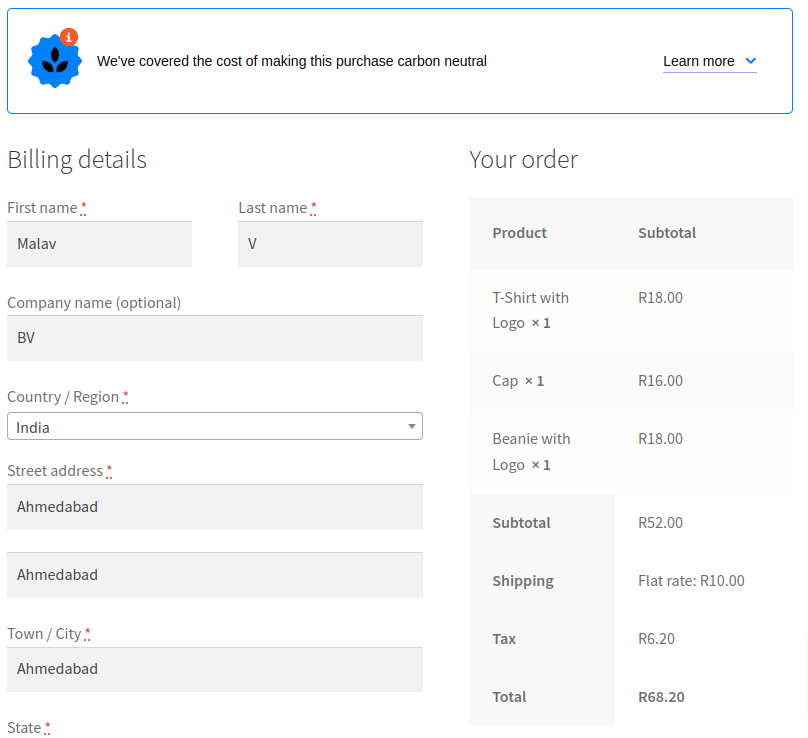 i
We've covered the cost of making this purchase carbon neutral
Learn more
Billing details
First name *
Last name *
Malav
V
Company name (optional)
BV
Country / Region *
India
Street address *
Ahmedabad
Ahmedabad
Town / City *
Ahmedabad
State *
Your order
Product Subtotal
T-Shirt with R18.00
Logo × 1
Cap × 1 R16.00
Beanie with R18.00
Logo × 1
Subtotal R52.00
Shipping Flat rate: R10.00
Tax R6.20
Total R68.20